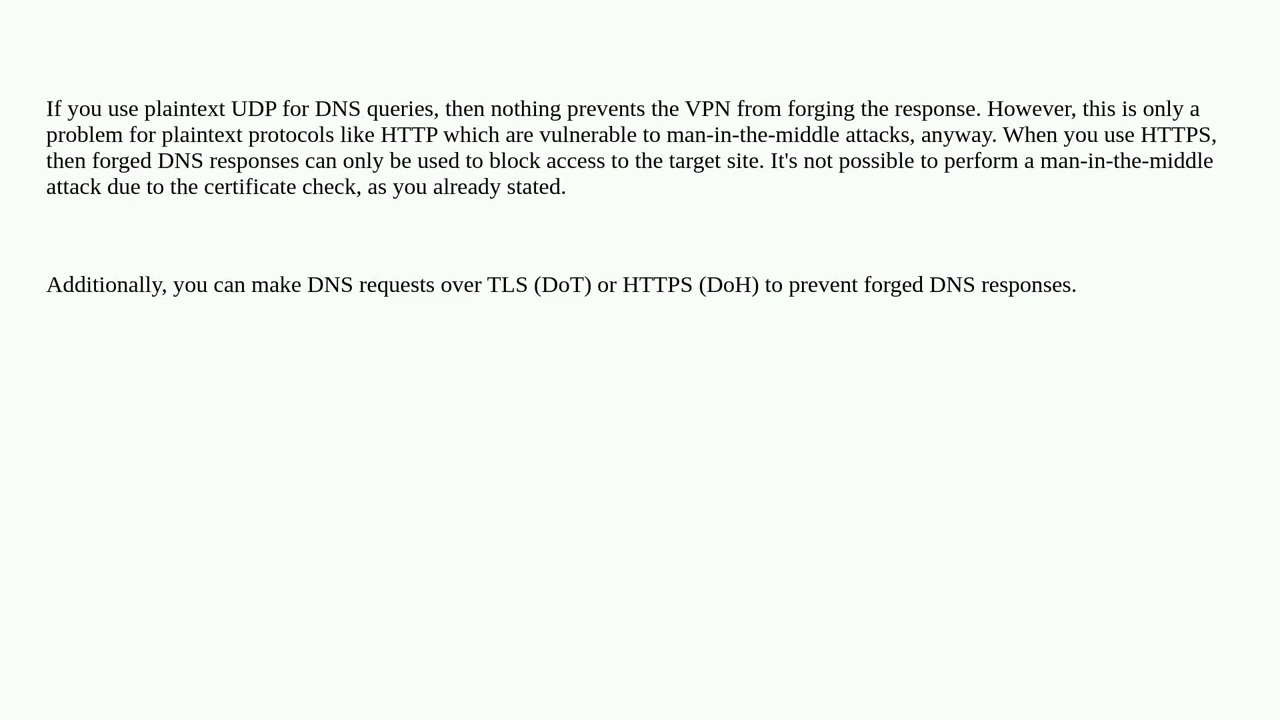 If you use plaintext UDP for DNS queries, then nothing prevents the VPN from forging the response. However, this is only a
problem for plaintext protocols like HTTP which are vulnerable to man-in-the-middle attacks, anyway. When you use HTTPS,
then forged DNS responses can only be used to block access to the target site. It's not possible to perform a man-in-the-middle
attack due to the certificate check, as you already stated.
Additionally, you can make DNS requests over TLS (DoT) or HTTPS (DoH) to prevent forged DNS responses.